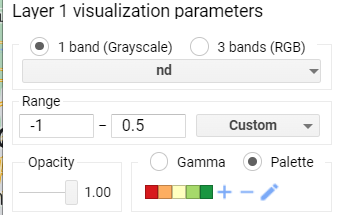 Layer 1 visualization parameters
1 band (Grayscale) 3 bands (RGB)
nd
Range
-1 – 0.5 Custom
Opacity Gamma Palette
1.00